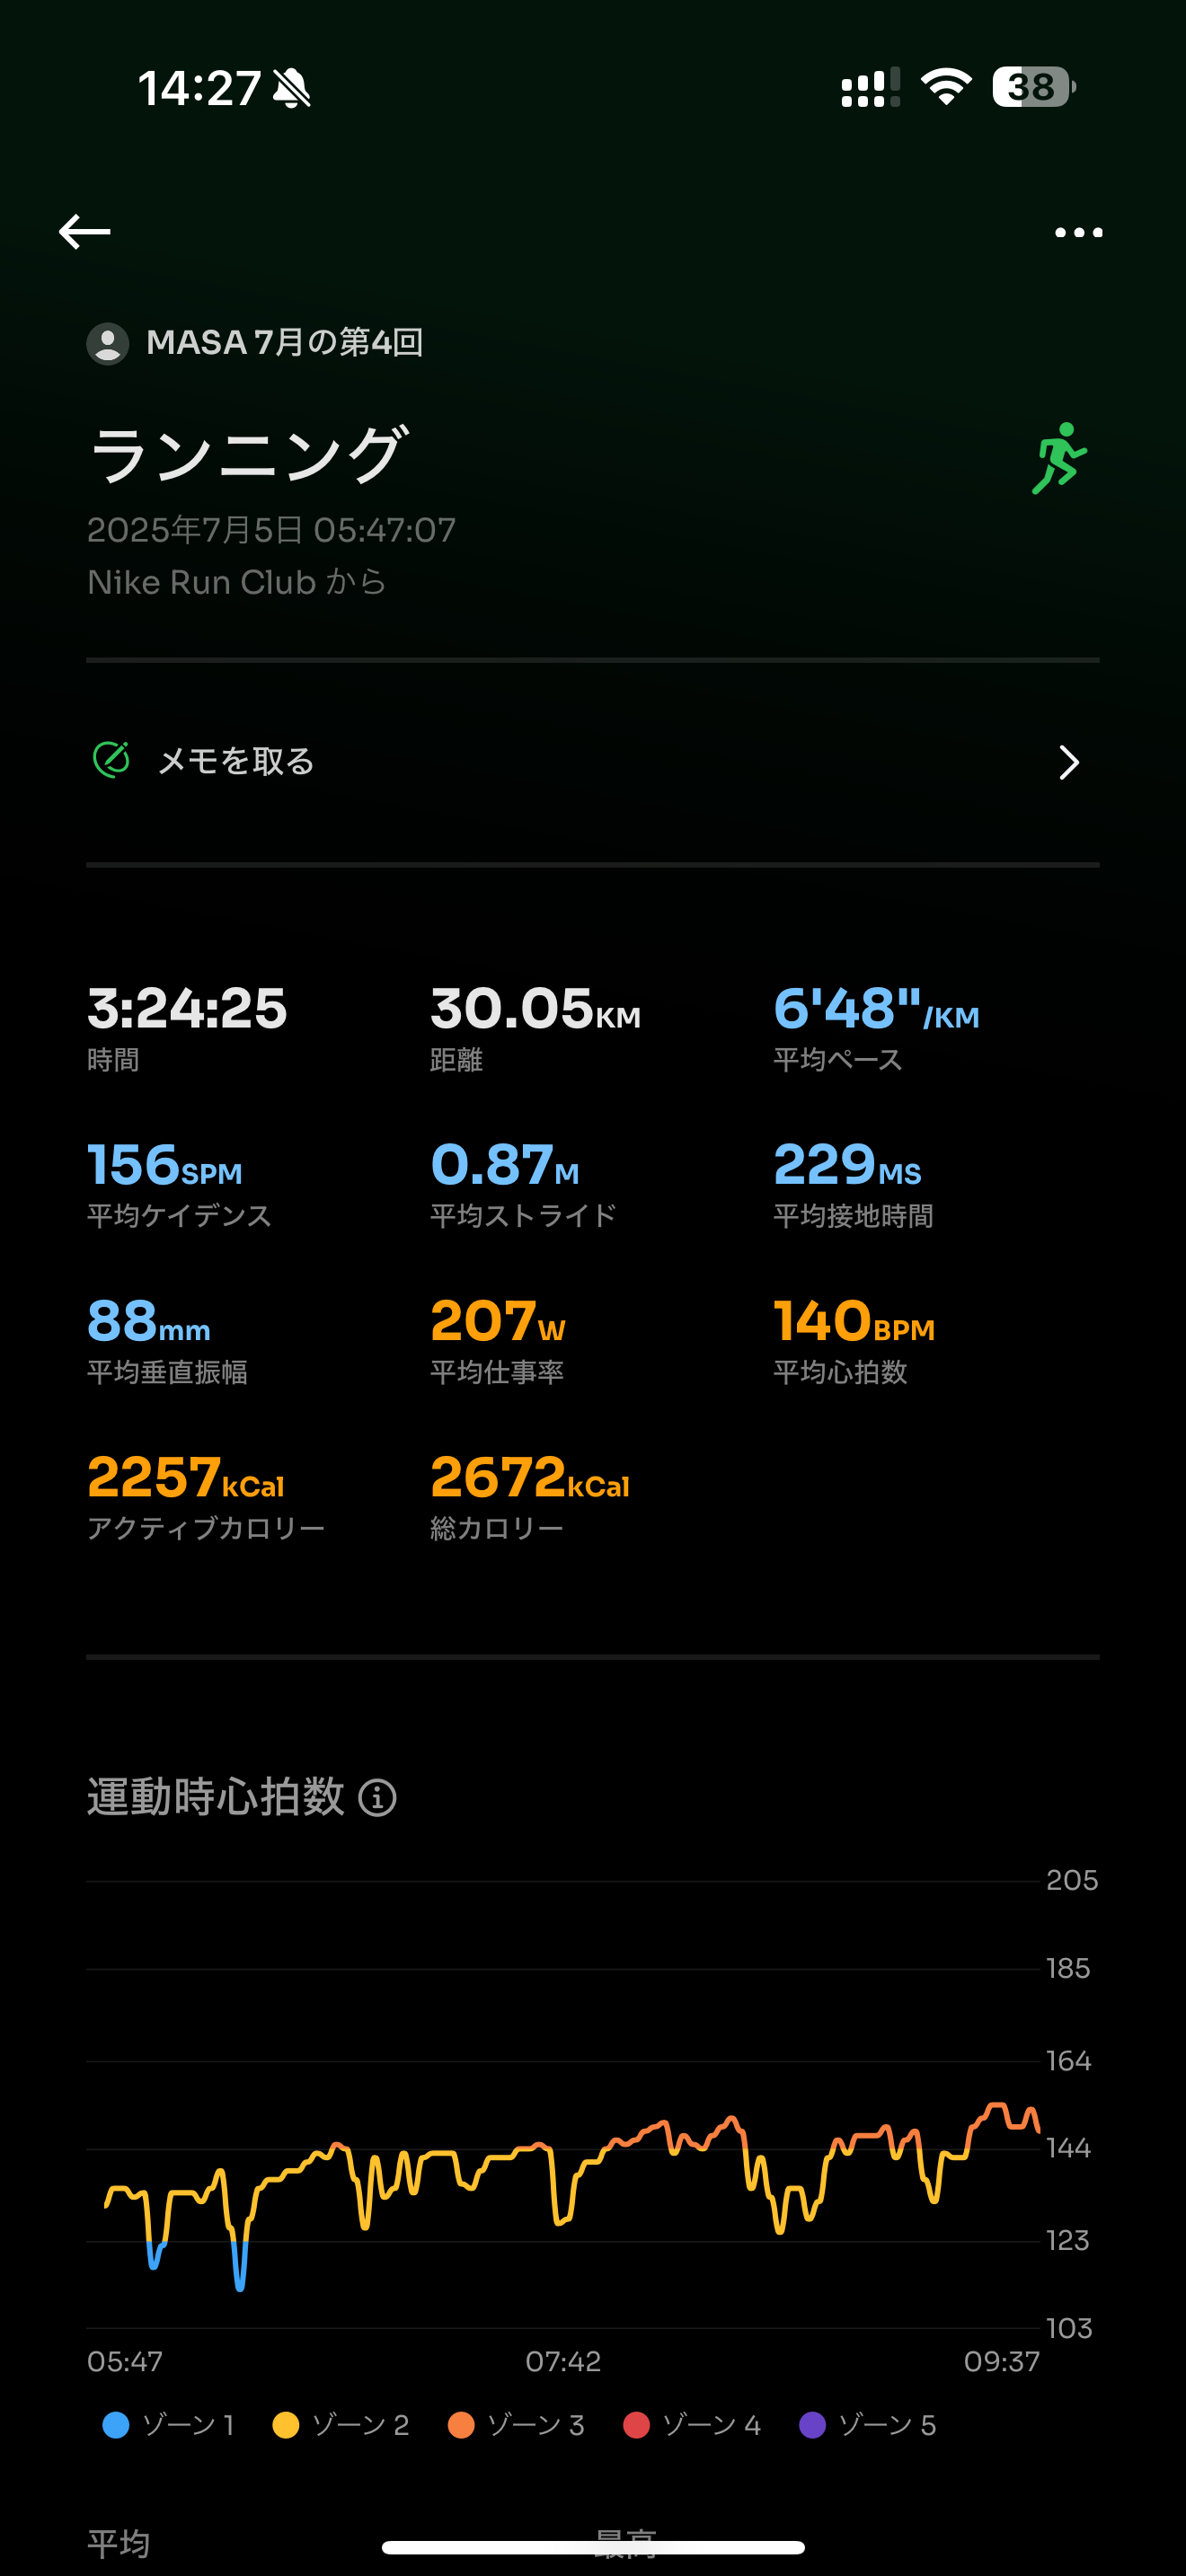 14:27
38
MASA 7月の第4回
ランニング
2025年7月5日 05:47:07
Nike Run Club から
メモを取る
3:24:25 30.05KM 6'48"/KM
時間 距離 平均ペース
156SPM 0.87M 229MS
平均ケイデンス 平均ストライド 平均接地時間
88mm 207W 140BPM
平均垂直振幅 平均仕事率 平均心拍数
2257kCal 2672kCal
アクティブカロリー 総カロリー
運動時心拍数
205
185
164
144
123
103
05:47 07:42 09:37
ゾーン 1 ゾーン 2 ゾーン 3 ゾーン 4 ゾーン 5
平均 最高